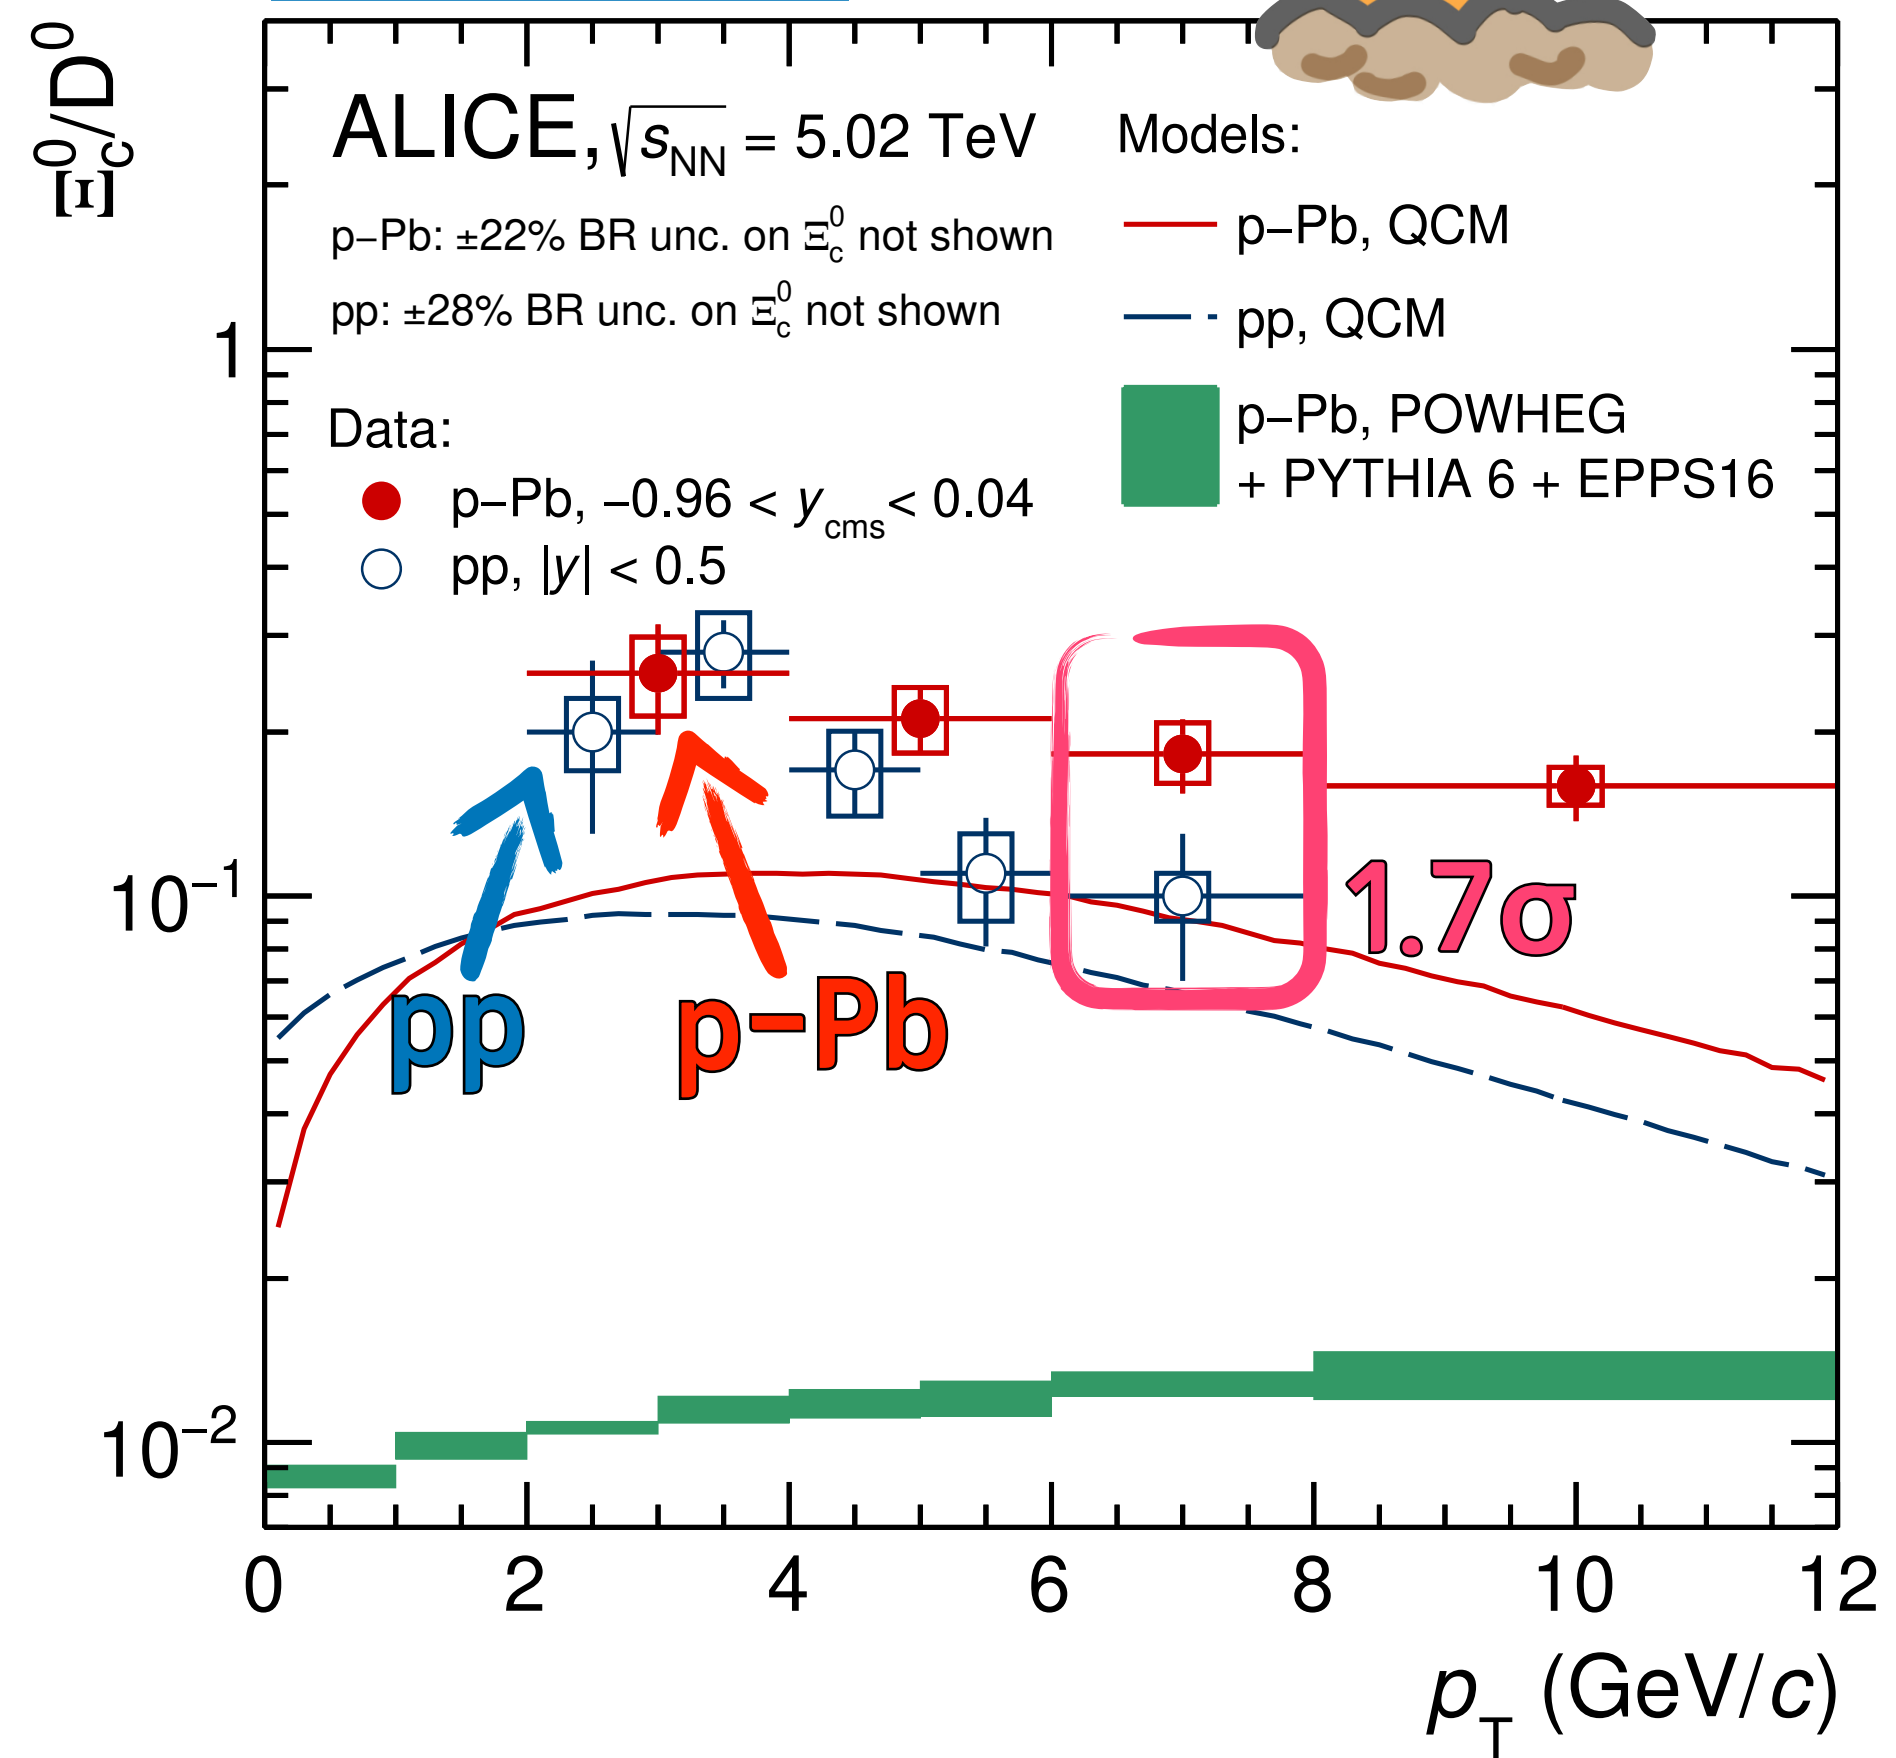 Ξ⁰c/D⁰
ALICE, √sNN = 5.02 TeV
p−Pb: ±22% BR unc. on Ξ⁰c not shown
pp: ±28% BR unc. on Ξ⁰c not shown
Models:
p−Pb, QCM
pp, QCM
p−Pb, POWHEG
+ PYTHIA 6 + EPPS16
Data:
p−Pb, −0.96 < ycms < 0.04
pp, |y| < 0.5
1
10⁻¹
10⁻²
1.7σ
pp
p−Pb
0 2 4 6 8 10 12
pT (GeV/c)